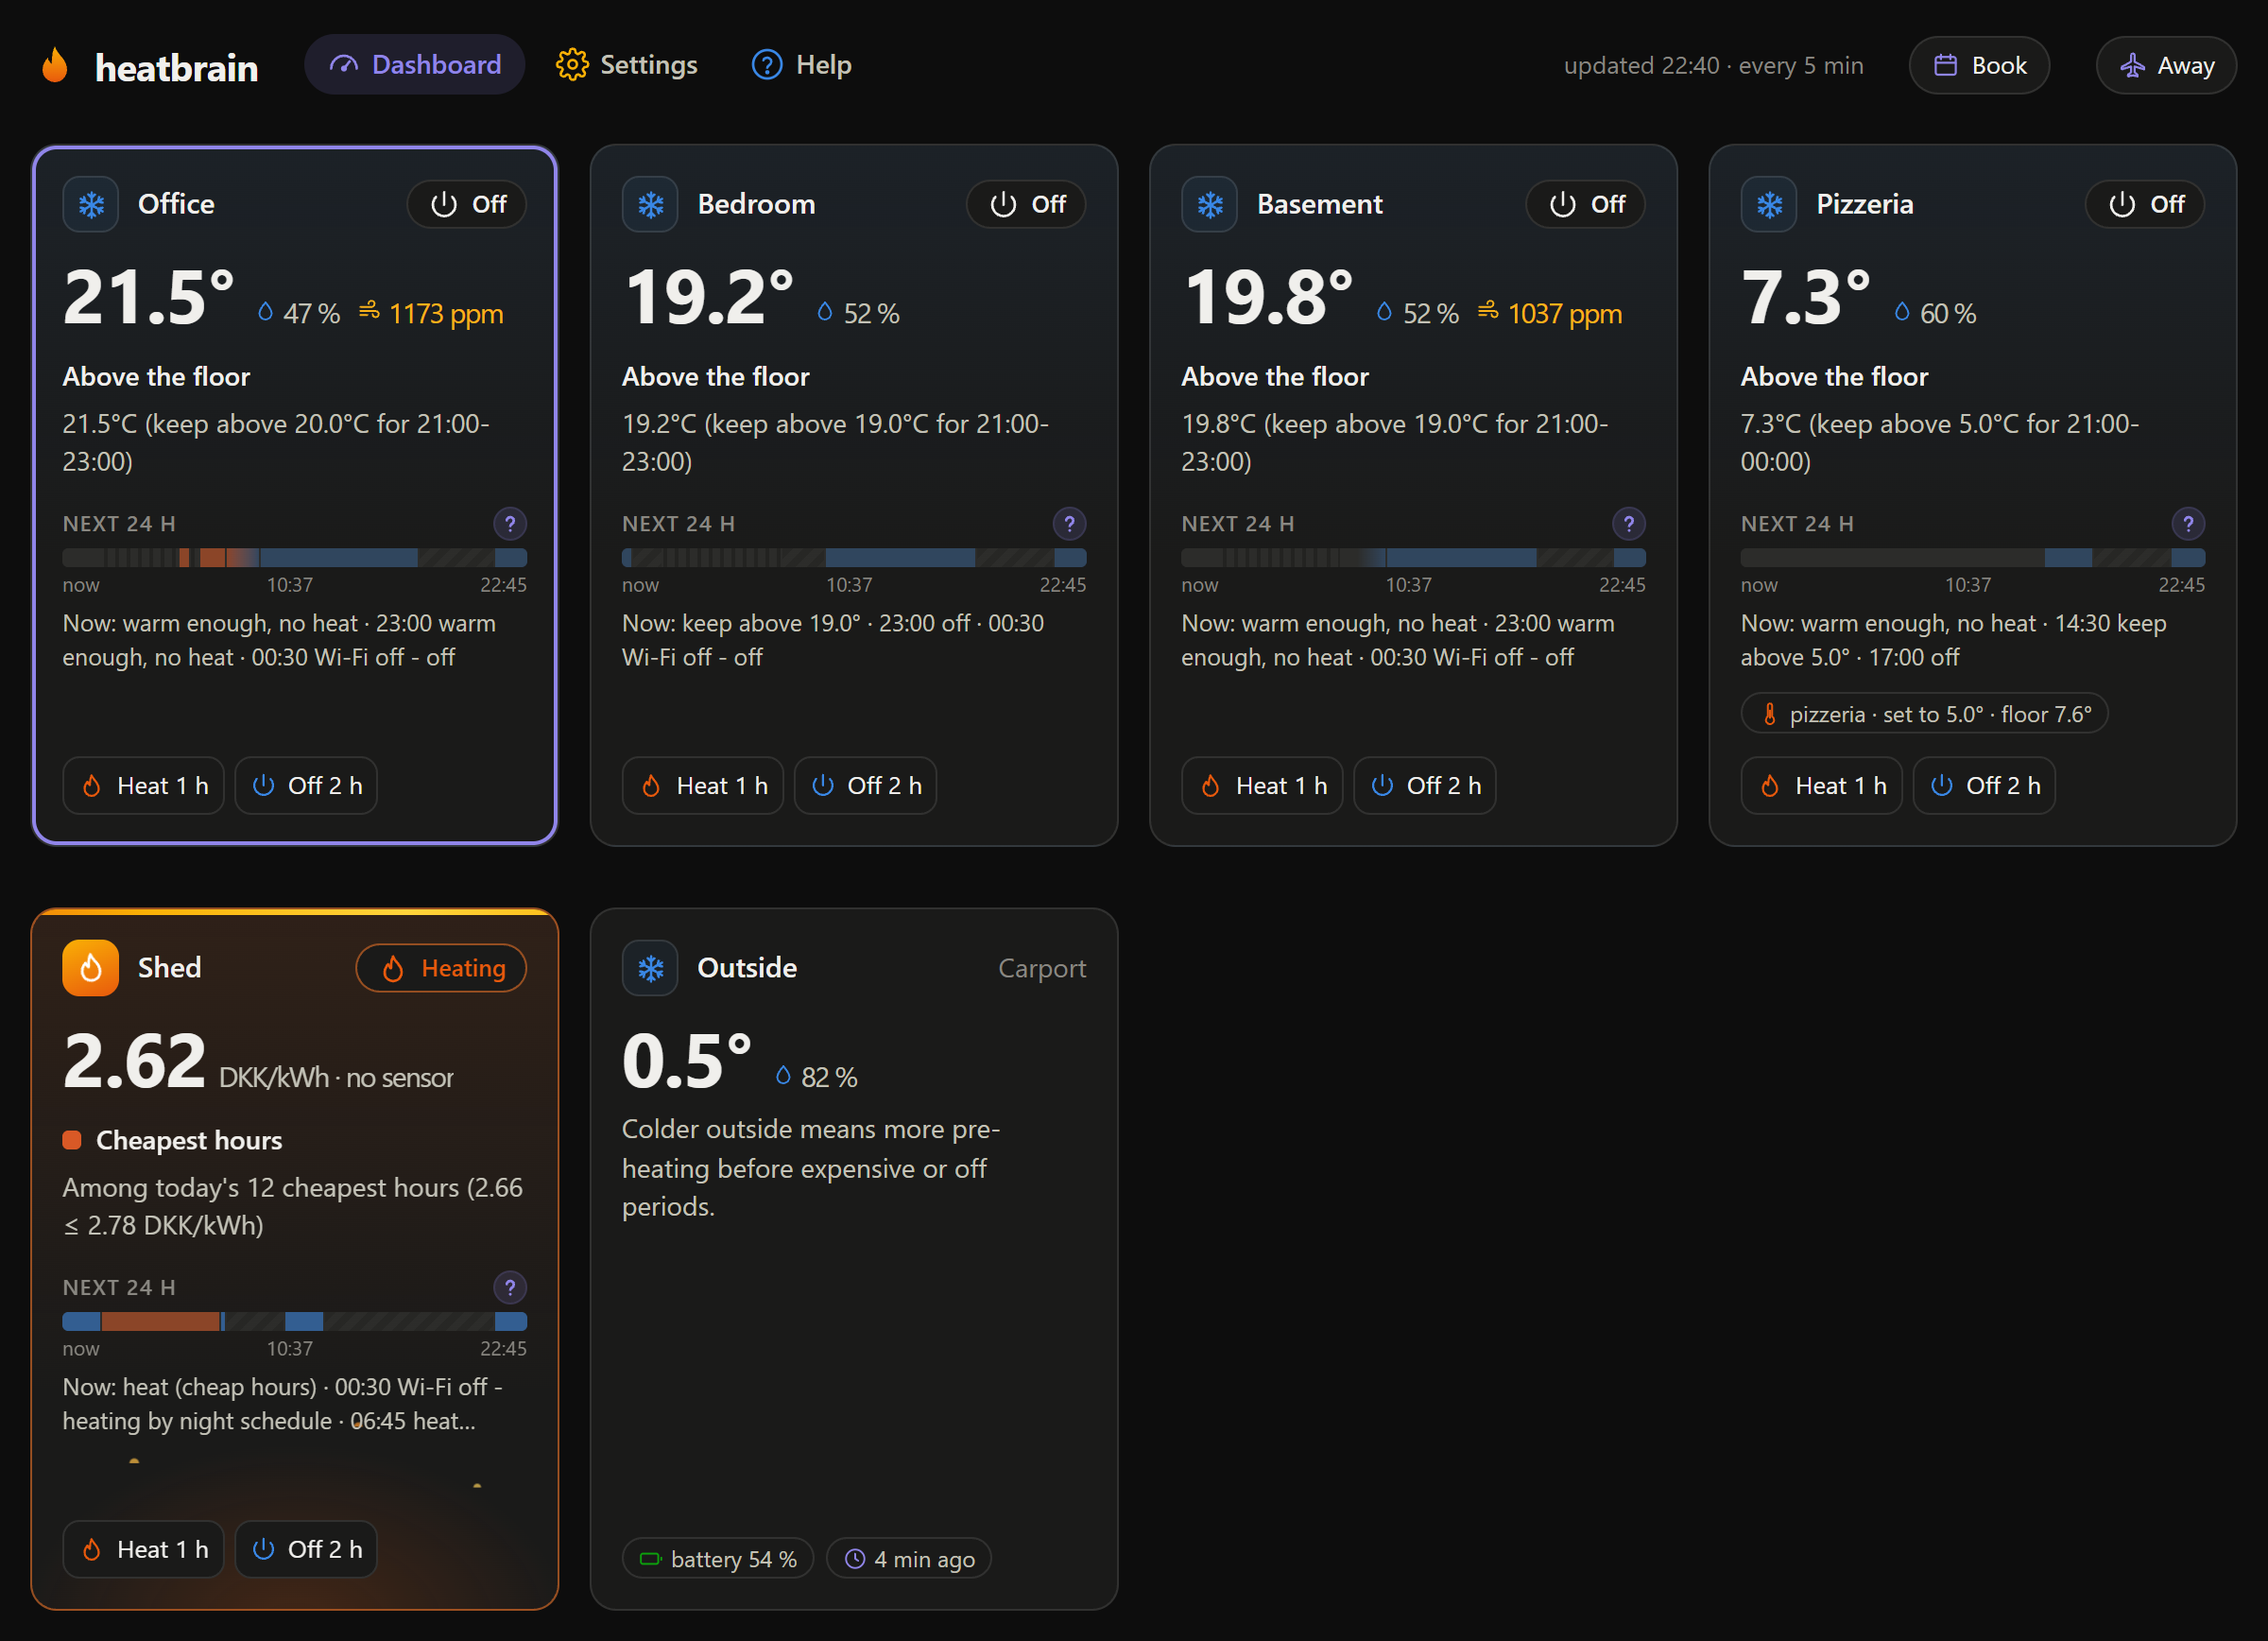 heatbrain
Dashboard
Settings
? Help
updated 22:40 · every 5 min
Book
Away
Office
Off
21.5° 47 % 1173 ppm
Above the floor
21.5°C (keep above 20.0°C for 21:00-
23:00)
NEXT 24 H ?
now 10:37 22:45
Now: warm enough, no heat · 23:00 warm
enough, no heat · 00:30 Wi-Fi off - off
Heat 1 h
Off 2 h
Bedroom
Off
19.2° 52 %
Above the floor
19.2°C (keep above 19.0°C for 21:00-
23:00)
NEXT 24 H ?
now 10:37 22:45
Now: keep above 19.0° · 23:00 off · 00:30
Wi-Fi off - off
Heat 1 h
Off 2 h
Basement
Off
19.8° 52 % 1037 ppm
Above the floor
19.8°C (keep above 19.0°C for 21:00-
23:00)
NEXT 24 H ?
now 10:37 22:45
Now: warm enough, no heat · 23:00 warm
enough, no heat · 00:30 Wi-Fi off - off
Heat 1 h
Off 2 h
Pizzeria
Off
7.3° 60 %
Above the floor
7.3°C (keep above 5.0°C for 21:00-
00:00)
NEXT 24 H ?
now 10:37 22:45
Now: warm enough, no heat · 14:30 keep
above 5.0° · 17:00 off
pizzeria · set to 5.0° · floor 7.6°
Heat 1 h
Off 2 h
Shed
Heating
2.62 DKK/kWh · no sensor
Cheapest hours
Among today's 12 cheapest hours (2.66
≤ 2.78 DKK/kWh)
NEXT 24 H ?
now 10:37 22:45
Now: heat (cheap hours) · 00:30 Wi-Fi off -
heating by night schedule · 06:45 heat...
Heat 1 h
Off 2 h
Outside
Carport
0.5° 82 %
Colder outside means more pre-
heating before expensive or off
periods.
battery 54 %
4 min ago